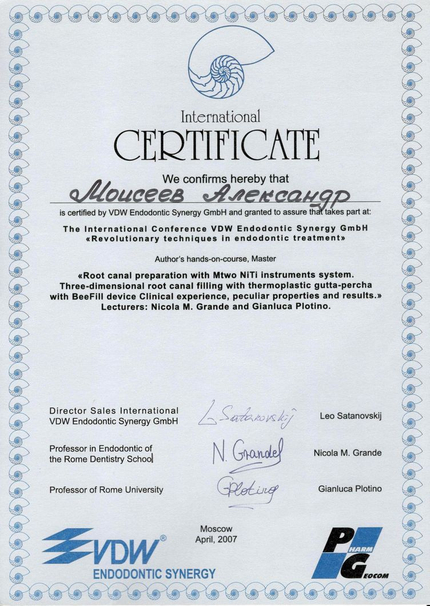 International
CERTIFICATE
We confirms hereby that
Моисеев Александр
is certified by VDW Endodontic Synergy GmbH and granted to assure that takes part at:
The International Conference VDW Endodontic Synergy GmbH
«Revolutionary techniques in endodontic treatment»
Author's hands-on-course, Master
«Root canal preparation with Mtwo NiTi instruments system.
Three-dimensional root canal filling with thermoplastic gutta-percha
with BeeFill device Clinical experience, peculiar properties and results.»
Lecturers: Nicola M. Grande and Gianluca Plotino.
Director Sales International
VDW Endodontic Synergy GmbH
L Satanovskij
Leo Satanovskij
Professor in Endodontic of
the Rome Dentistry School
N. Grande
Nicola M. Grande
Professor of Rome University
GPlotino
Gianluca Plotino
Moscow
April, 2007
VDW®
ENDODONTIC SYNERGY
PHARM
GEOCOM